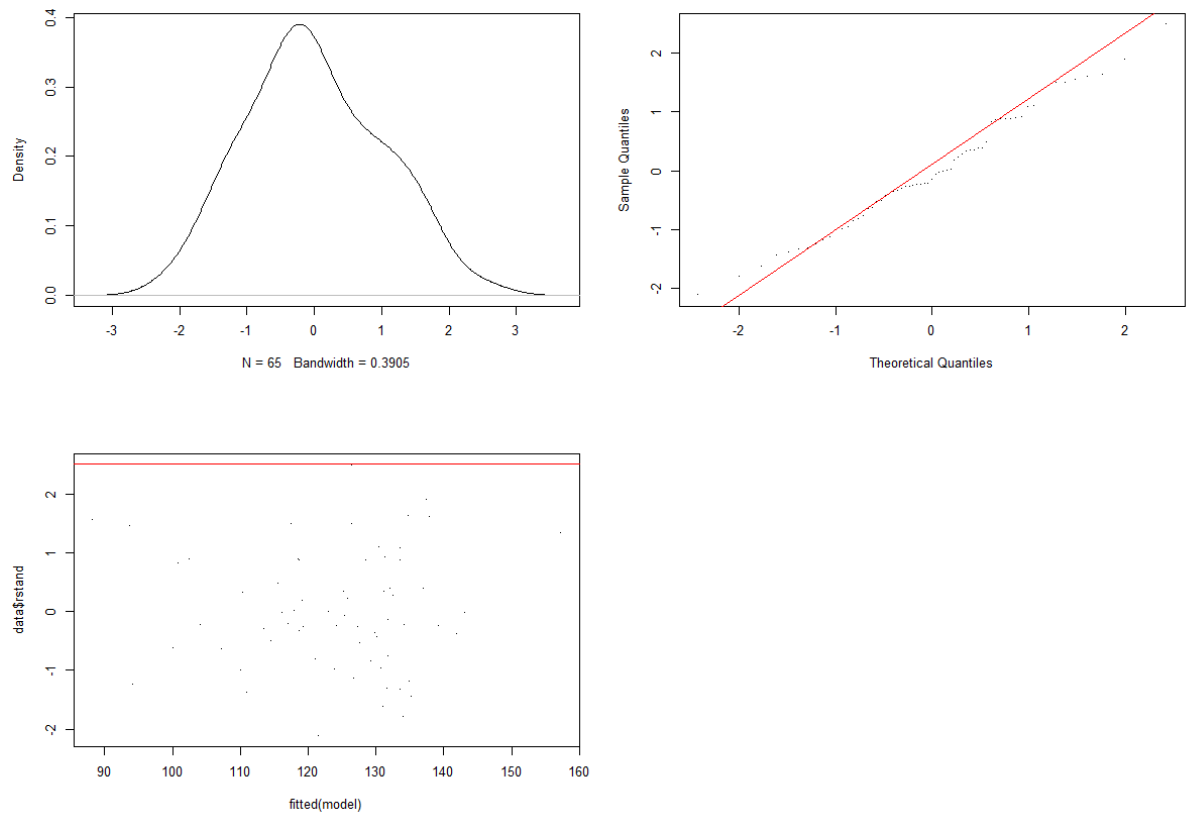 Density
0.0 0.1 0.2 0.3 0.4
-3 -2 -1 0 1 2 3
N = 65 Bandwidth = 0.3905
Sample Quantiles
-2 -1 0 1 2
-2 -1 0 1 2
Theoretical Quantiles
data$rstand
-2 -1 0 1 2
90 100 110 120 130 140 150 160
fitted(model)